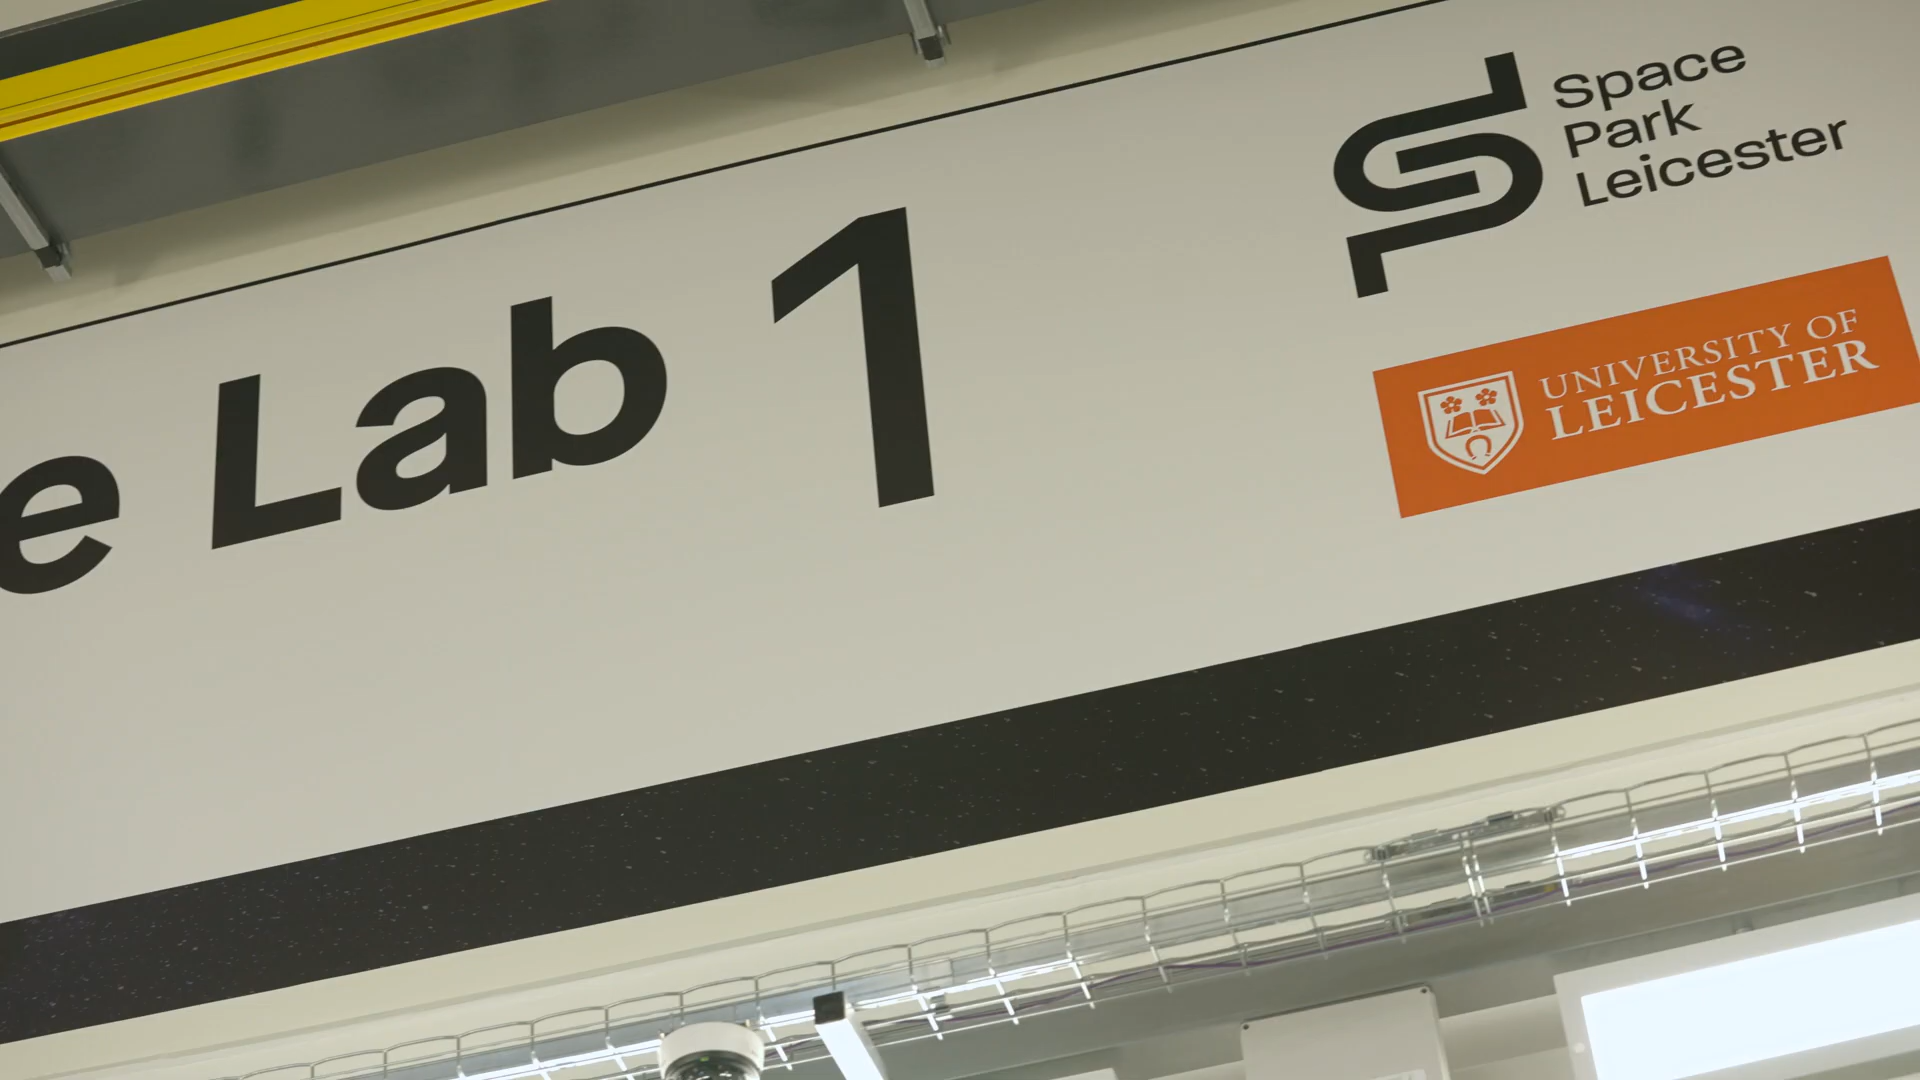 e Lab 1
Space
Park
Leicester
UNIVERSITY OF
LEICESTER